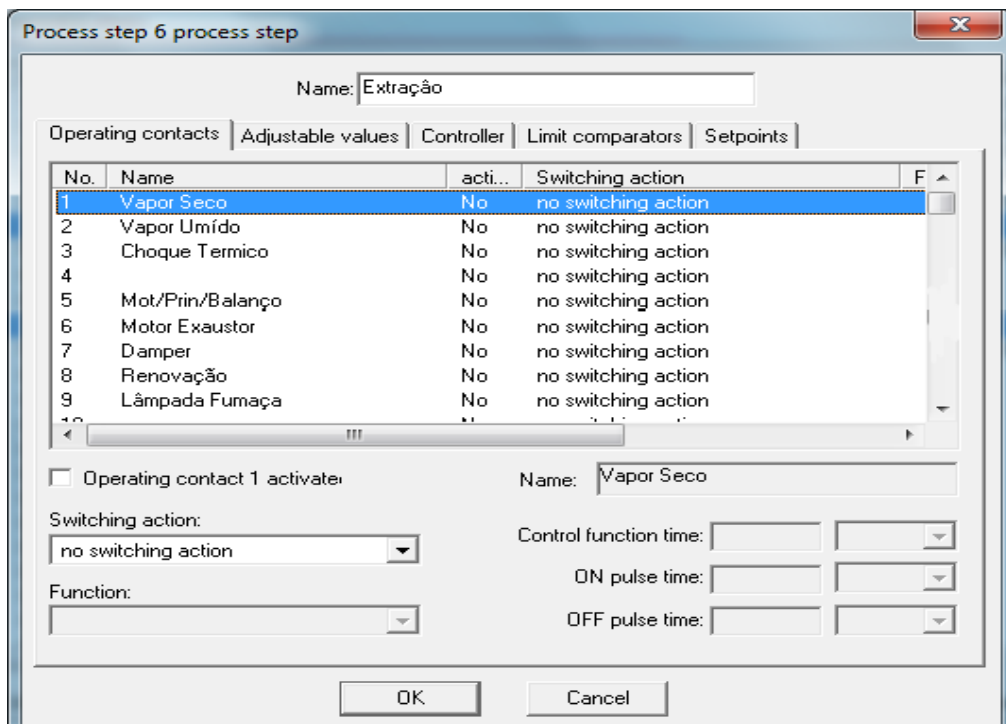 Process step 6 process step
Name: Extração
Operating contacts Adjustable values Controller Limit comparators Setpoints
No. Name acti... Switching action F
1 Vapor Seco No no switching action
2 Vapor Umído No no switching action
3 Choque Termico No no switching action
4 No no switching action
5 Mot/Prin/Balanço No no switching action
6 Motor Exaustor No no switching action
7 Damper No no switching action
8 Renovação No no switching action
9 Lâmpada Fumaça No no switching action
Operating contact 1 activate
Name: Vapor Seco
Switching action:
no switching action
Control function time:
ON pulse time:
Function:
OFF pulse time:
OK Cancel